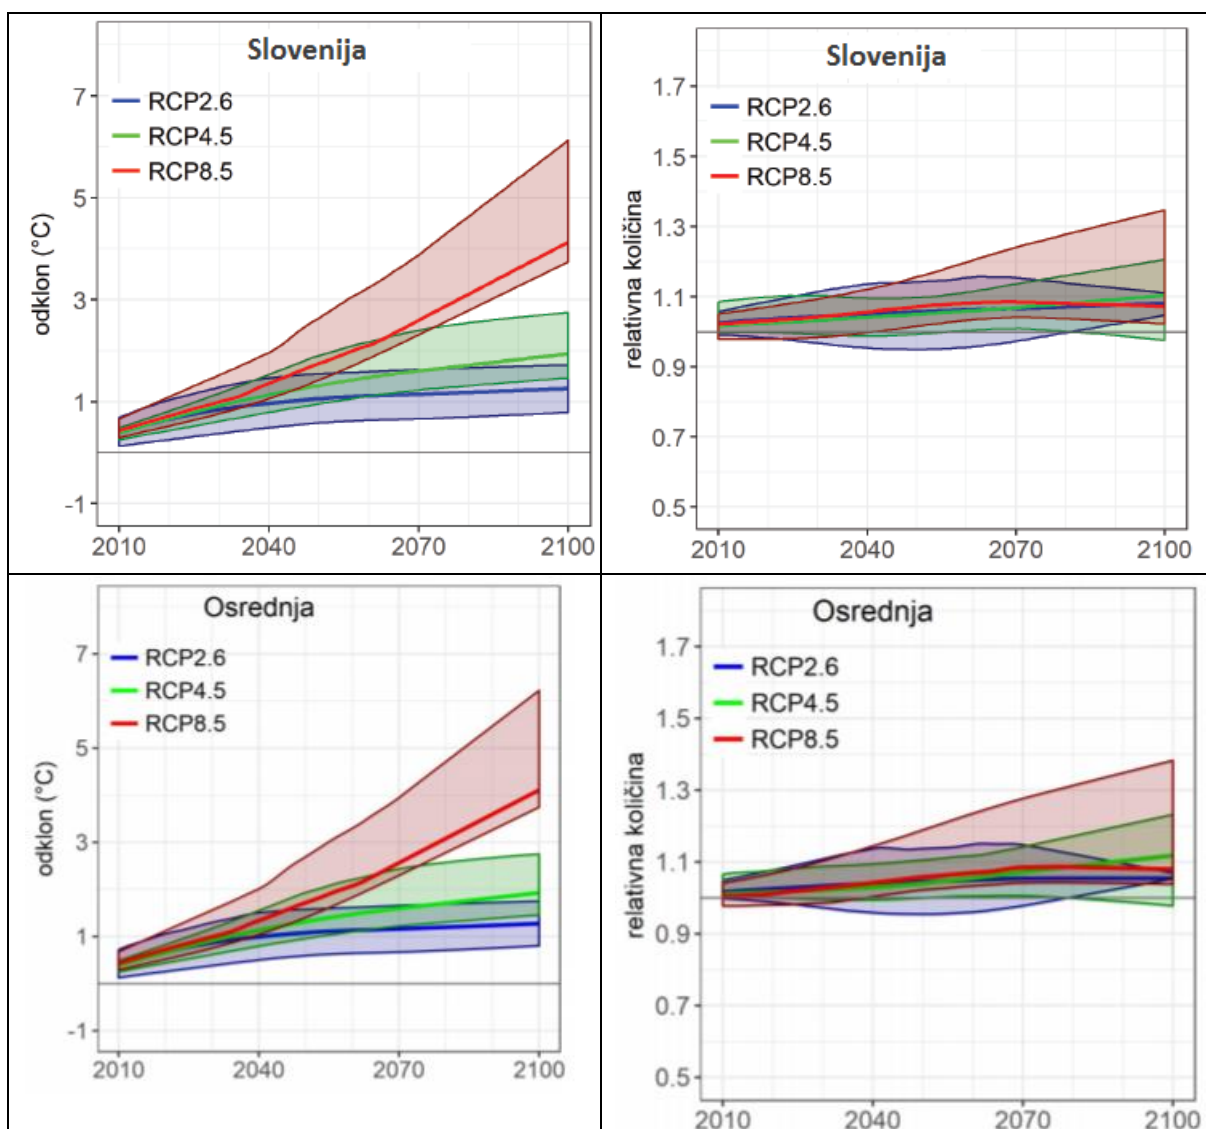 Slovenija
RCP2.6
RCP4.5
RCP8.5
odklon (°C)
7
5
3
1
-1
2010 2040 2070 2100
Slovenija
RCP2.6
RCP4.5
RCP8.5
relativna količina
1.7
1.5
1.3
1.1
0.9
0.7
0.5
2010 2040 2070 2100
Osrednja
RCP2.6
RCP4.5
RCP8.5
odklon (°C)
7
5
3
1
-1
2010 2040 2070 2100
Osrednja
RCP2.6
RCP4.5
RCP8.5
relativna količina
1.7
1.5
1.3
1.1
0.9
0.7
0.5
2010 2040 2070 2100